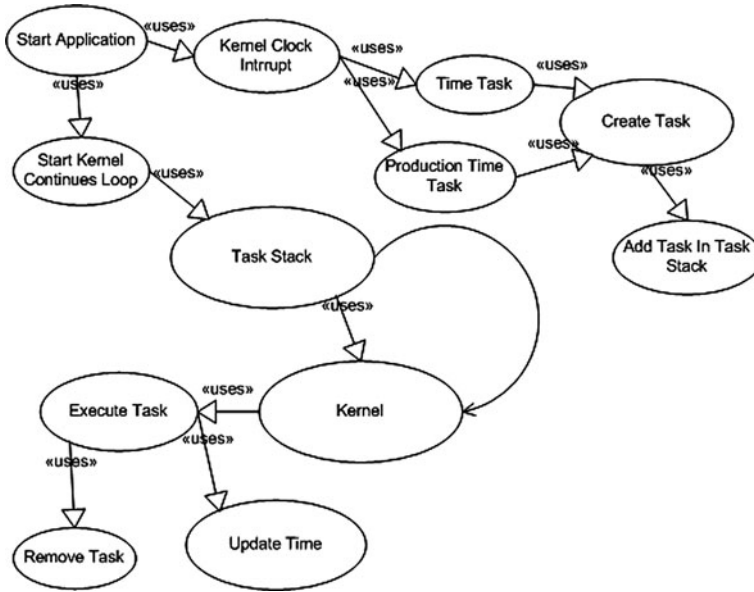 «uses»
Start Application
Kernel Clock
Intrrupt
«uses»
«uses»
Time Task
«uses»
Create Task
«uses»
Start Kernel
Continues Loop
«uses»
Production Time
Task
«uses»
«uses»
«uses»
Add Task In Task
Stack
Task Stack
«uses»
Kernel
«uses»
Execute Task
«uses»
«uses»
Remove Task
Update Time